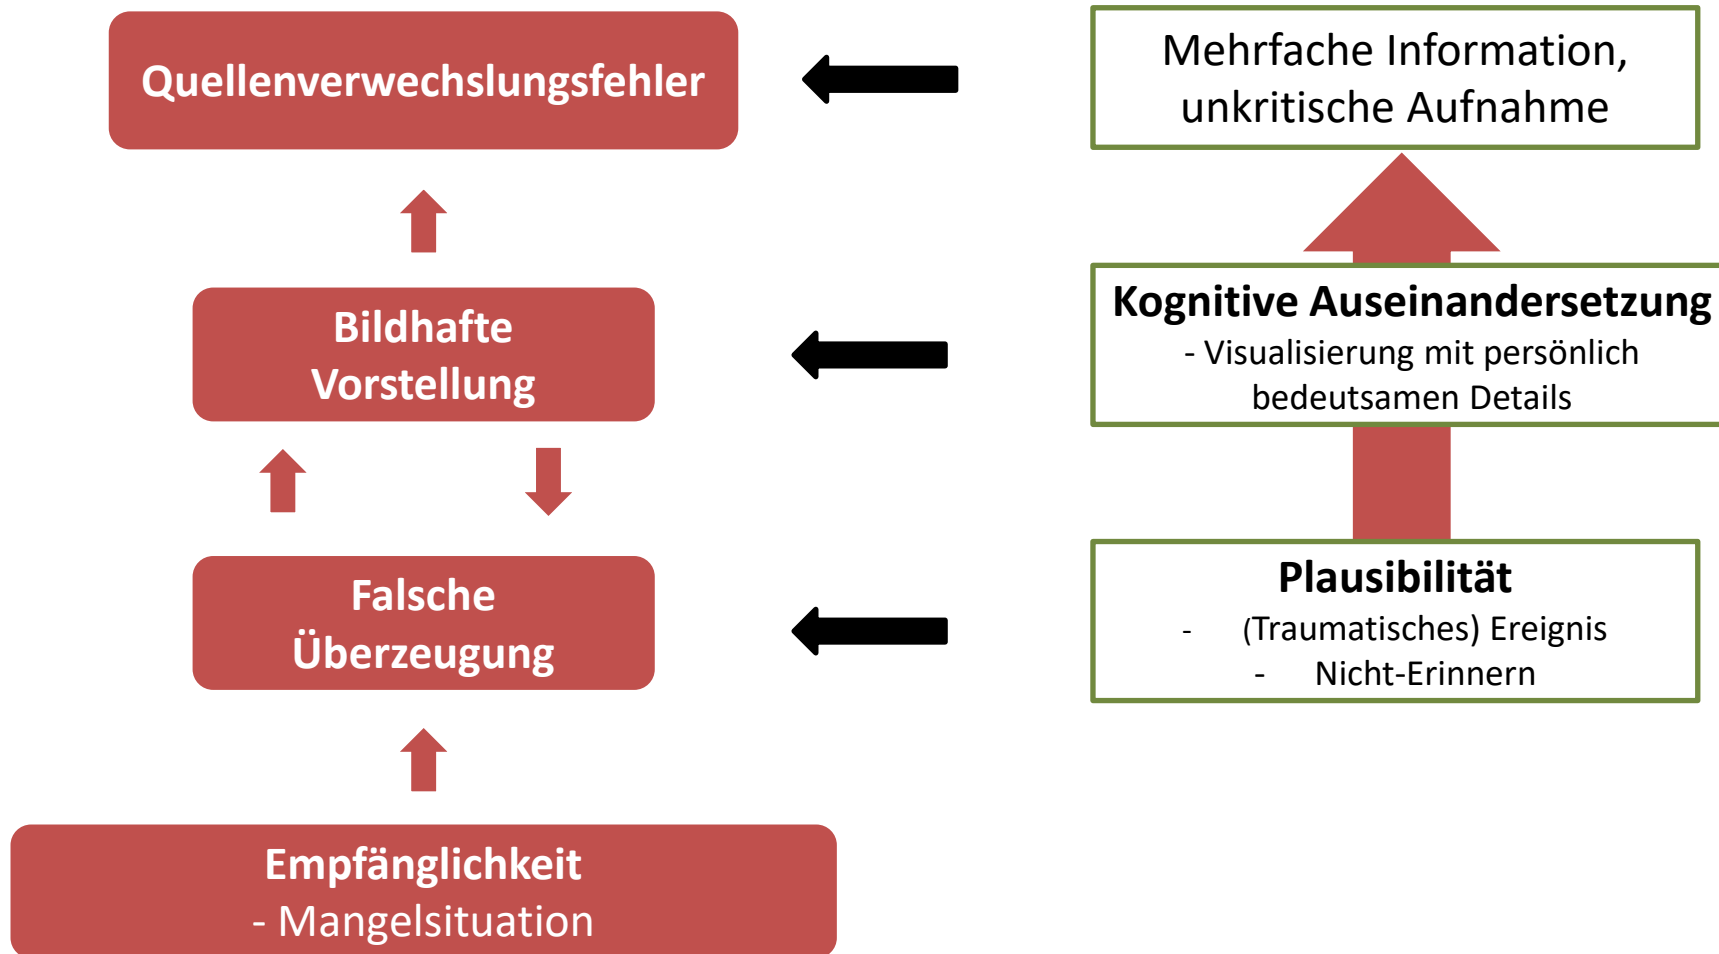 Quellenverwechslungsfehler
Mehrfache Information,
unkritische Aufnahme
Bildhafte
Vorstellung
Kognitive Auseinandersetzung
- Visualisierung mit persönlich
bedeutsamen Details
Falsche
Überzeugung
Plausibilität
- (Traumatisches) Ereignis
- Nicht-Erinnern
Empfänglichkeit
- Mangelsituation